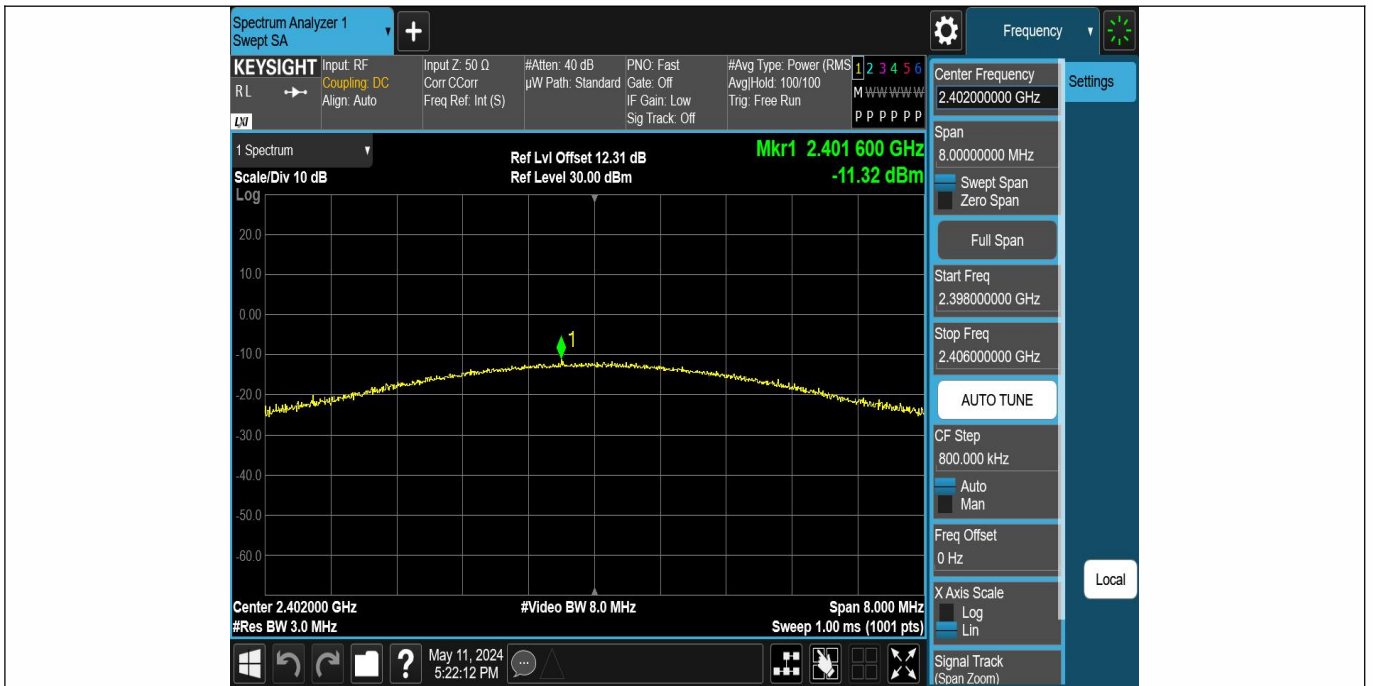 Spectrum Analyzer 1
Swept SA
+
Frequency
KEYSIGHT
RL
LXI
Input: RF
Coupling: DC
Align: Auto
Input Z: 50 Ω
Corr CCorr
Freq Ref: Int (S)
#Atten: 40 dB
µW Path: Standard
PNO: Fast
Gate: Off
IF Gain: Low
Sig Track: Off
#Avg Type: Power (RMS
Avg|Hold: 100/100
Trig: Free Run
1 2 3 4 5 6
M W W W W W
P P P P P P
1 Spectrum
Scale/Div 10 dB
Log
Ref Lvl Offset 12.31 dB
Ref Level 30.00 dBm
Mkr1 2.401 600 GHz
-11.32 dBm
20.0
10.0
0.00
-10.0
-20.0
-30.0
-40.0
-50.0
-60.0
1
Center 2.402000 GHz
#Res BW 3.0 MHz
#Video BW 8.0 MHz
Span 8.000 MHz
Sweep 1.00 ms (1001 pts)
Center Frequency
2.402000000 GHz
Settings
Span
8.00000000 MHz
Swept Span
Zero Span
Full Span
Start Freq
2.398000000 GHz
Stop Freq
2.406000000 GHz
AUTO TUNE
CF Step
800.000 kHz
Auto
Man
Freq Offset
0 Hz
Local
X Axis Scale
Log
Lin
Signal Track
(Span Zoom)
?
May 11, 2024
5:22:12 PM